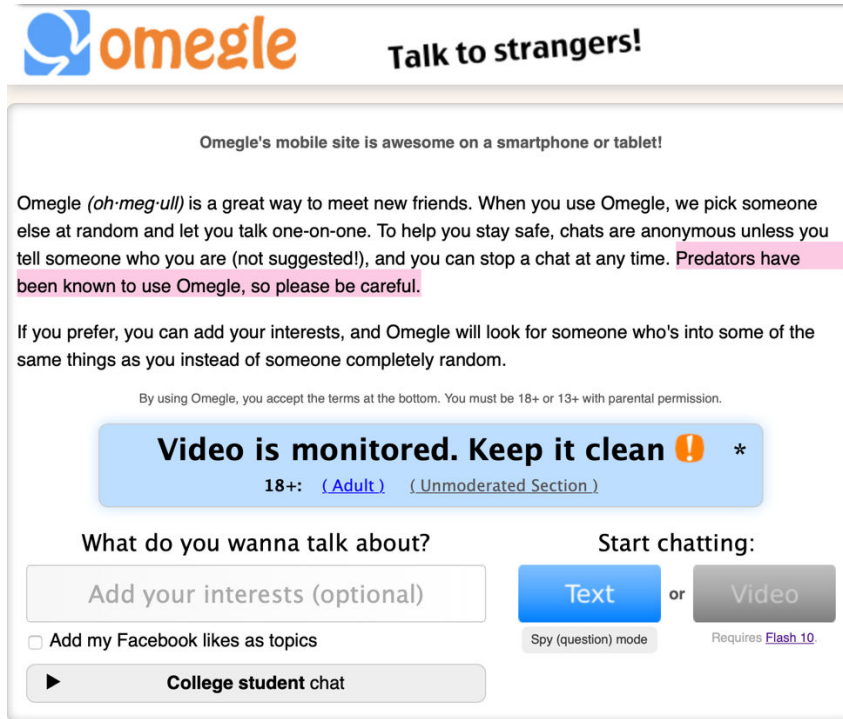 omegle
Talk to strangers!
Omegle's mobile site is awesome on a smartphone or tablet!
Omegle (oh·meg·ull) is a great way to meet new friends. When you use Omegle, we pick someone
else at random and let you talk one-on-one. To help you stay safe, chats are anonymous unless you
tell someone who you are (not suggested!), and you can stop a chat at any time. Predators have
been known to use Omegle, so please be careful.
If you prefer, you can add your interests, and Omegle will look for someone who's into some of the
same things as you instead of someone completely random.
By using Omegle, you accept the terms at the bottom. You must be 18+ or 13+ with parental permission.
Video is monitored. Keep it clean ! *
18+: ( Adult ) ( Unmoderated Section )
What do you wanna talk about?
Add your interests (optional)
Add my Facebook likes as topics
College student chat
Start chatting:
Text or Video
Spy (question) mode
Requires Flash 10.